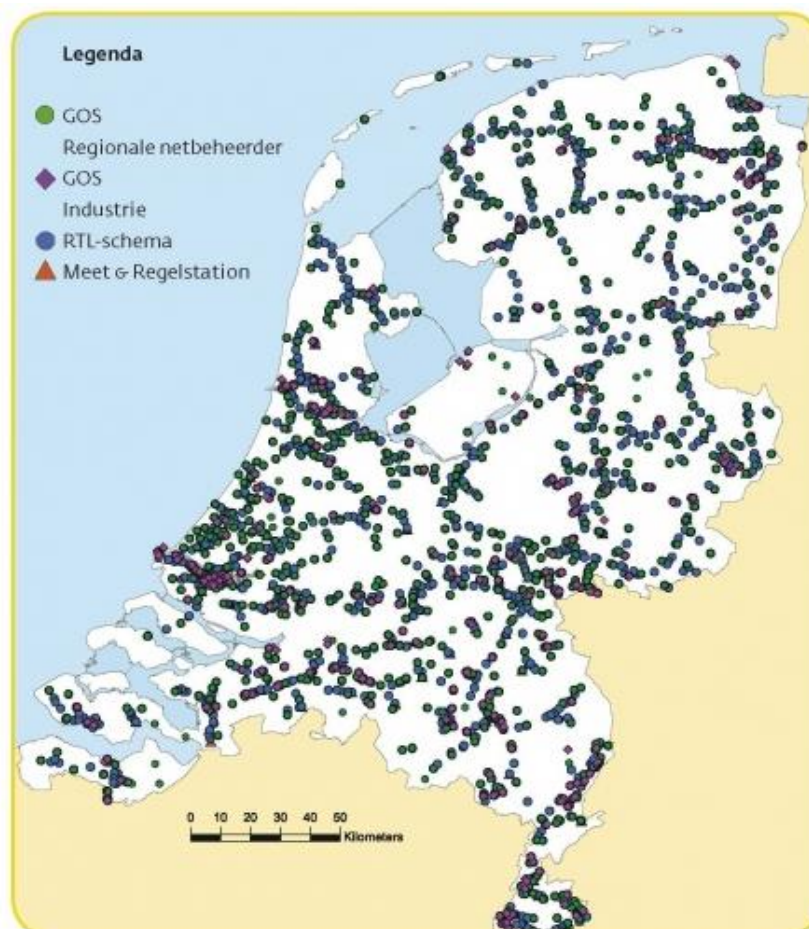 Legenda
GOS
Regionale netbeheerder
GOS
Industrie
RTL-schema
Meet & Regelstation
0 10 20 30 40 50
Kilometers